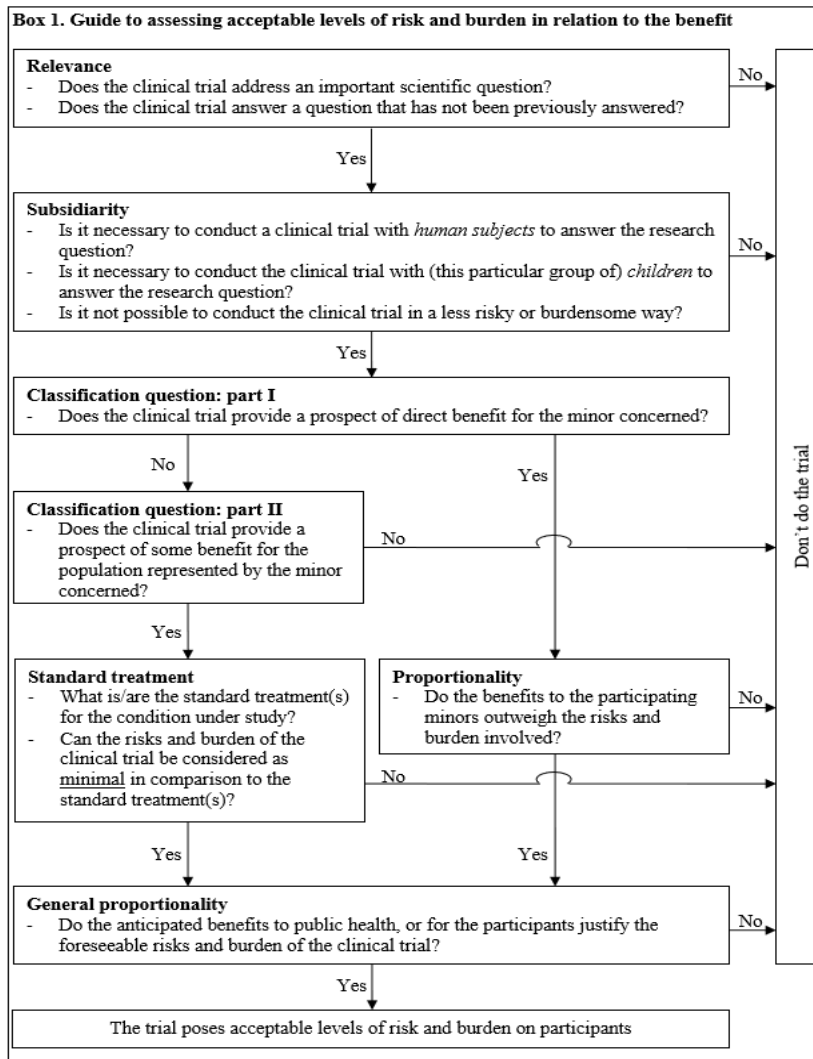 Box 1. Guide to assessing acceptable levels of risk and burden in relation to the benefit
Relevance
- Does the clinical trial address an important scientific question?
- Does the clinical trial answer a question that has not been previously answered?
No
Yes
Subsidiarity
- Is it necessary to conduct a clinical trial with human subjects to answer the research
question?
- Is it necessary to conduct the clinical trial with (this particular group of) children to
answer the research question?
- Is it not possible to conduct the clinical trial in a less risky or burdensome way?
No
Yes
Classification question: part I
- Does the clinical trial provide a prospect of direct benefit for the minor concerned?
No
Yes
Classification question: part II
- Does the clinical trial provide a
prospect of some benefit for the
population represented by the minor
concerned?
No
Yes
Standard treatment
- What is/are the standard treatment(s)
for the condition under study?
- Can the risks and burden of the
clinical trial be considered as
minimal in comparison to the
standard treatment(s)?
No
Yes
Proportionality
- Do the benefits to the participating
minors outweigh the risks and
burden involved?
No
Yes
General proportionality
- Do the anticipated benefits to public health, or for the participants justify the
foreseeable risks and burden of the clinical trial?
No
Yes
The trial poses acceptable levels of risk and burden on participants
Don`t do the trial